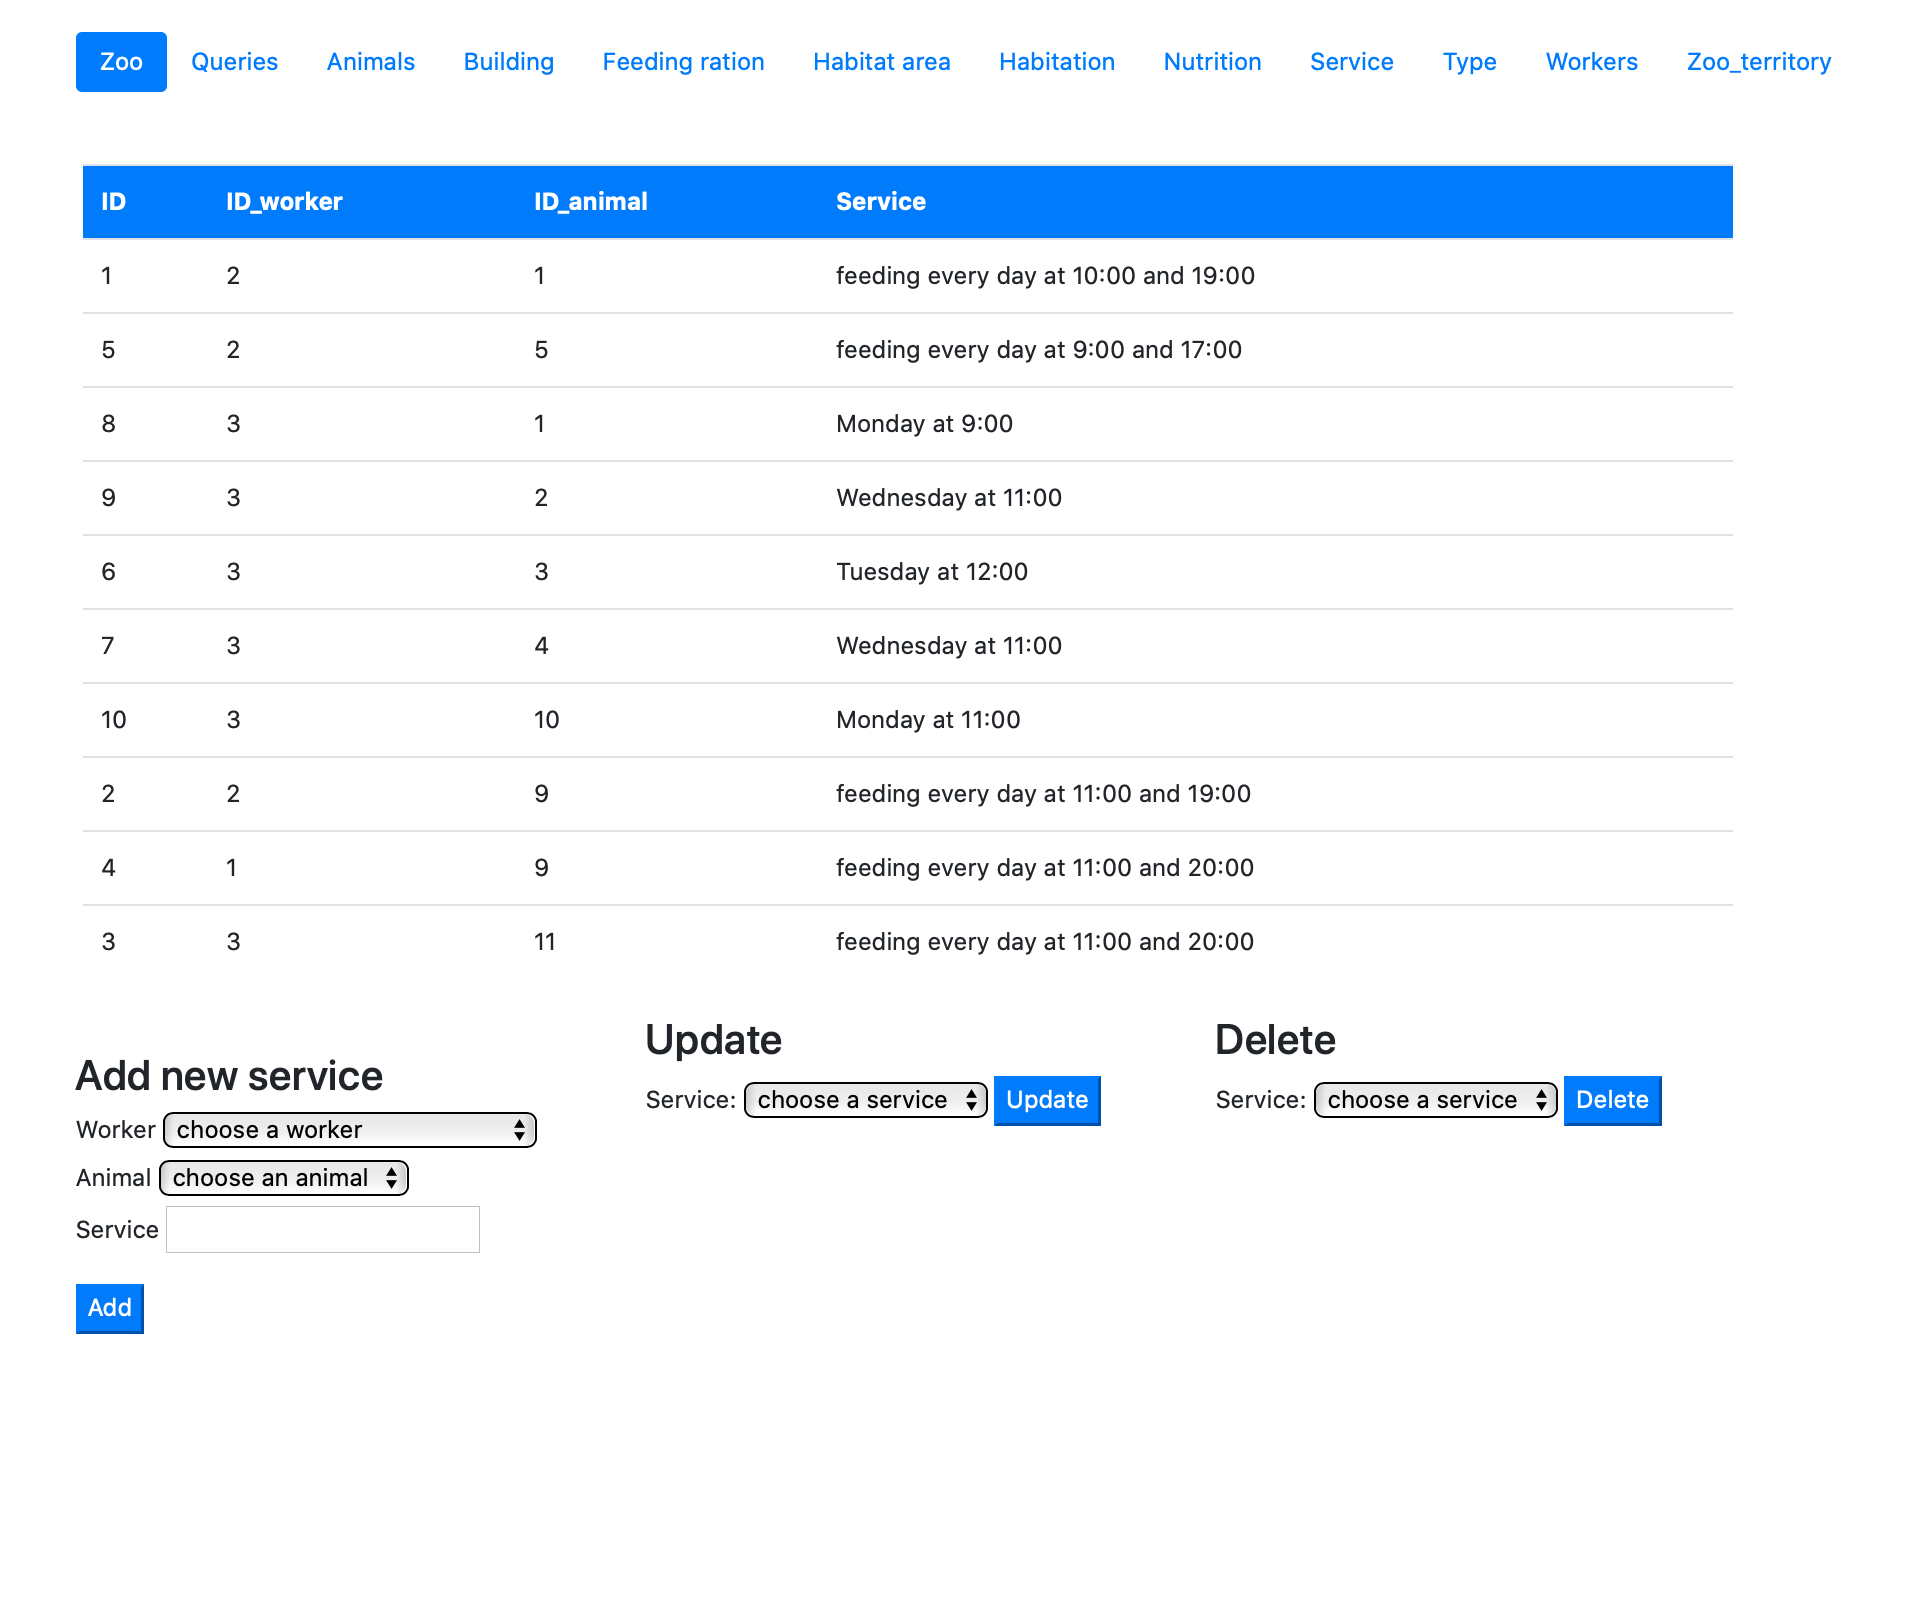 Zoo Queries Animals Building Feeding ration Habitat area Habitation Nutrition Service Type Workers Zoo_territory
ID ID_worker ID_animal Service
1 2 1 feeding every day at 10:00 and 19:00
5 2 5 feeding every day at 9:00 and 17:00
8 3 1 Monday at 9:00
9 3 2 Wednesday at 11:00
6 3 3 Tuesday at 12:00
7 3 4 Wednesday at 11:00
10 3 10 Monday at 11:00
2 2 9 feeding every day at 11:00 and 19:00
4 1 9 feeding every day at 11:00 and 20:00
3 3 11 feeding every day at 11:00 and 20:00
Add new service
Worker choose a worker
Animal choose an animal
Service
Add
Update
Service: choose a service Update
Delete
Service: choose a service Delete